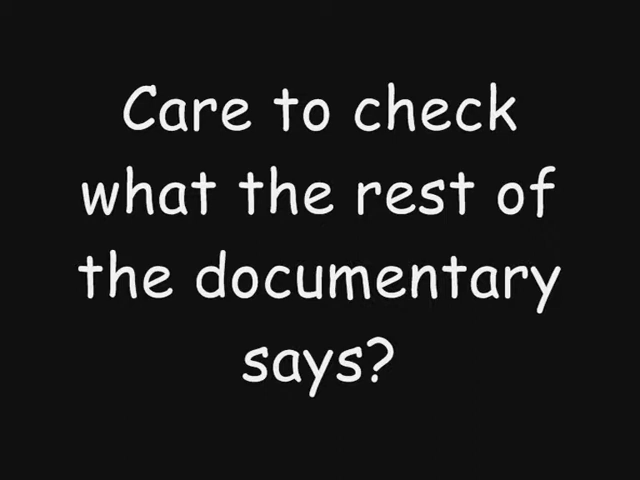 Care to check
what the rest of
the documentary
says?